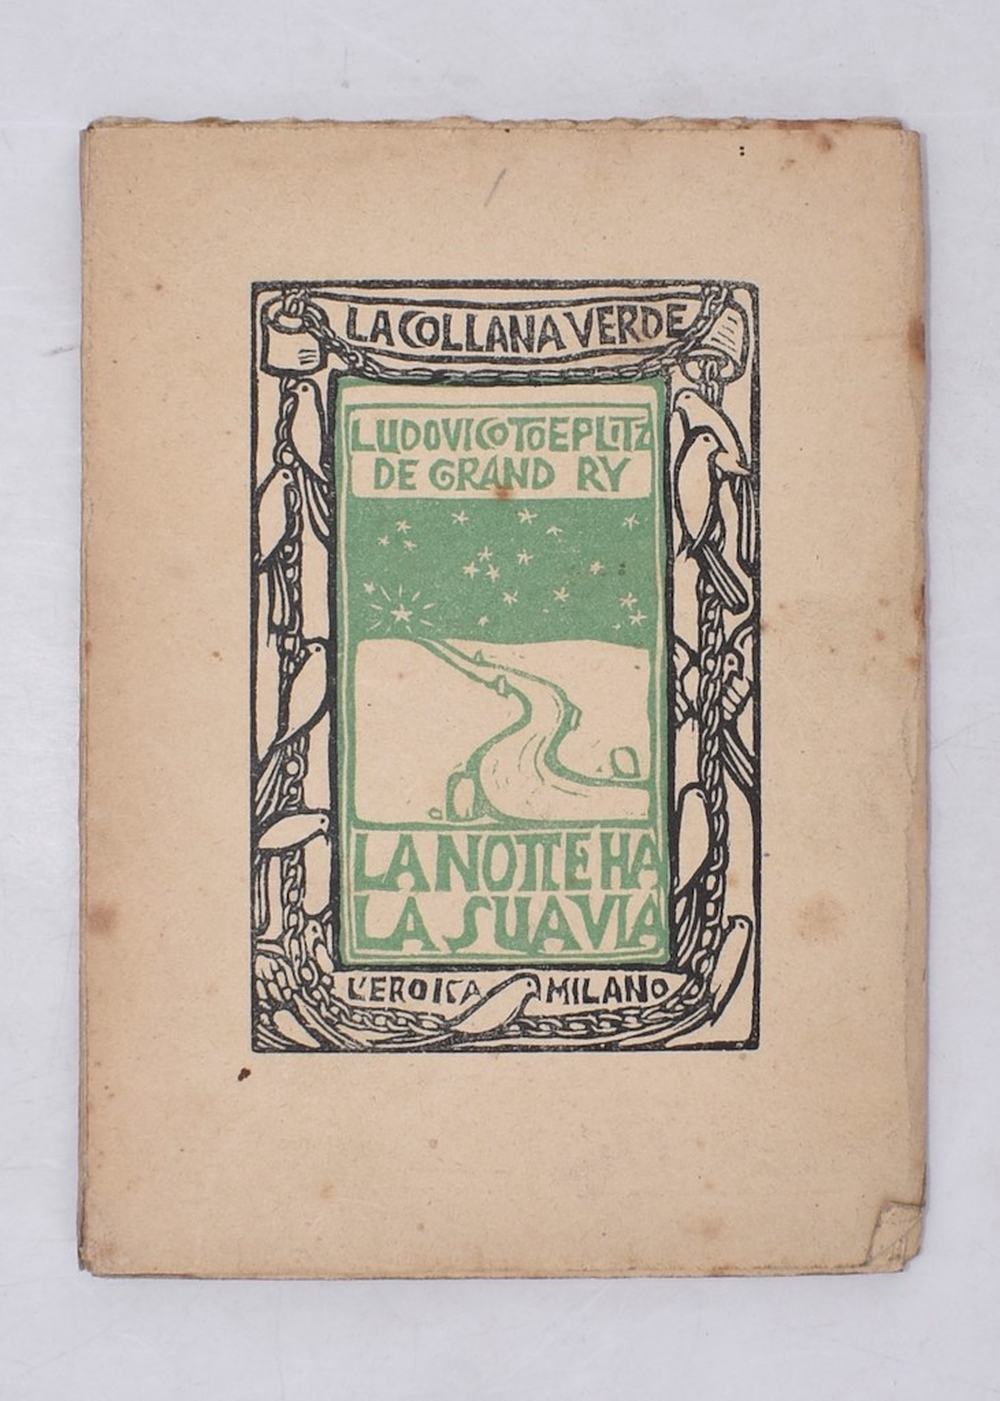 LA COLLANA VERDE
LUDOVICO TOEPLITZ
DE GRAND RY
LA NOTTE HA
LA SUA VIA
L'EROICA MILANO